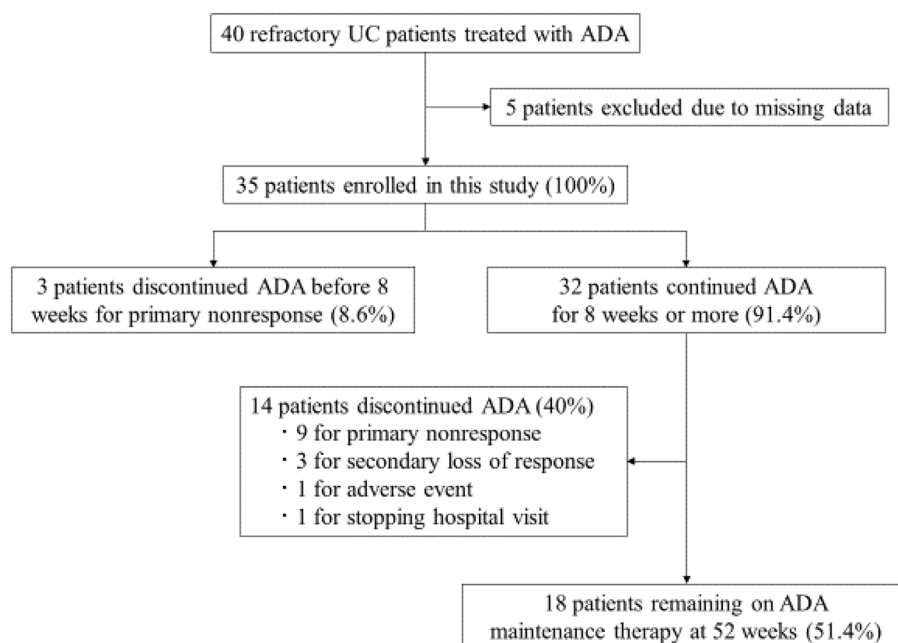 40 refractory UC patients treated with ADA
5 patients excluded due to missing data
35 patients enrolled in this study (100%)
3 patients discontinued ADA before 8
weeks for primary nonresponse (8.6%)
32 patients continued ADA
for 8 weeks or more (91.4%)
14 patients discontinued ADA (40%)
・9 for primary nonresponse
・3 for secondary loss of response
・1 for adverse event
・1 for stopping hospital visit
18 patients remaining on ADA
maintenance therapy at 52 weeks (51.4%)